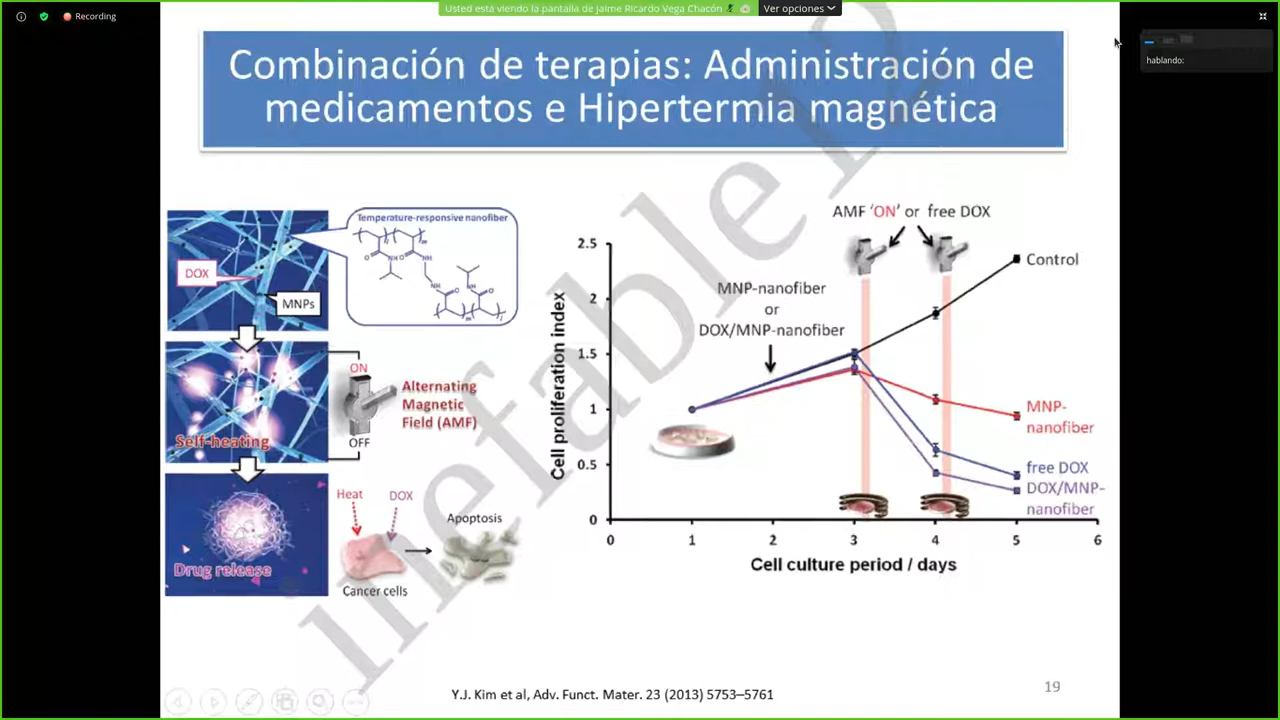 Recording
Usted está viendo la pantalla de Jaime Ricardo Vega Chacón
Ver opciones
hablando:
Combinación de terapias: Administración de
medicamentos e Hipertermia magnética
Temperature-responsive nanofiber
DOX
MNPs
ON
OFF
Alternating
Magnetic
Field (AMF)
Self-heating
Drug release
Heat
DOX
Apoptosis
Cancer cells
AMF 'ON' or free DOX
MNP-nanofiber
or
DOX/MNP-nanofiber
Control
MNP-
nanofiber
free DOX
DOX/MNP-
nanofiber
Cell proliferation index
2.5
2
1.5
1
0.5
0
0 1 2 3 4 5 6
Cell culture period / days
Y.J. Kim et al, Adv. Funct. Mater. 23 (2013) 5753–5761
19
inefable12